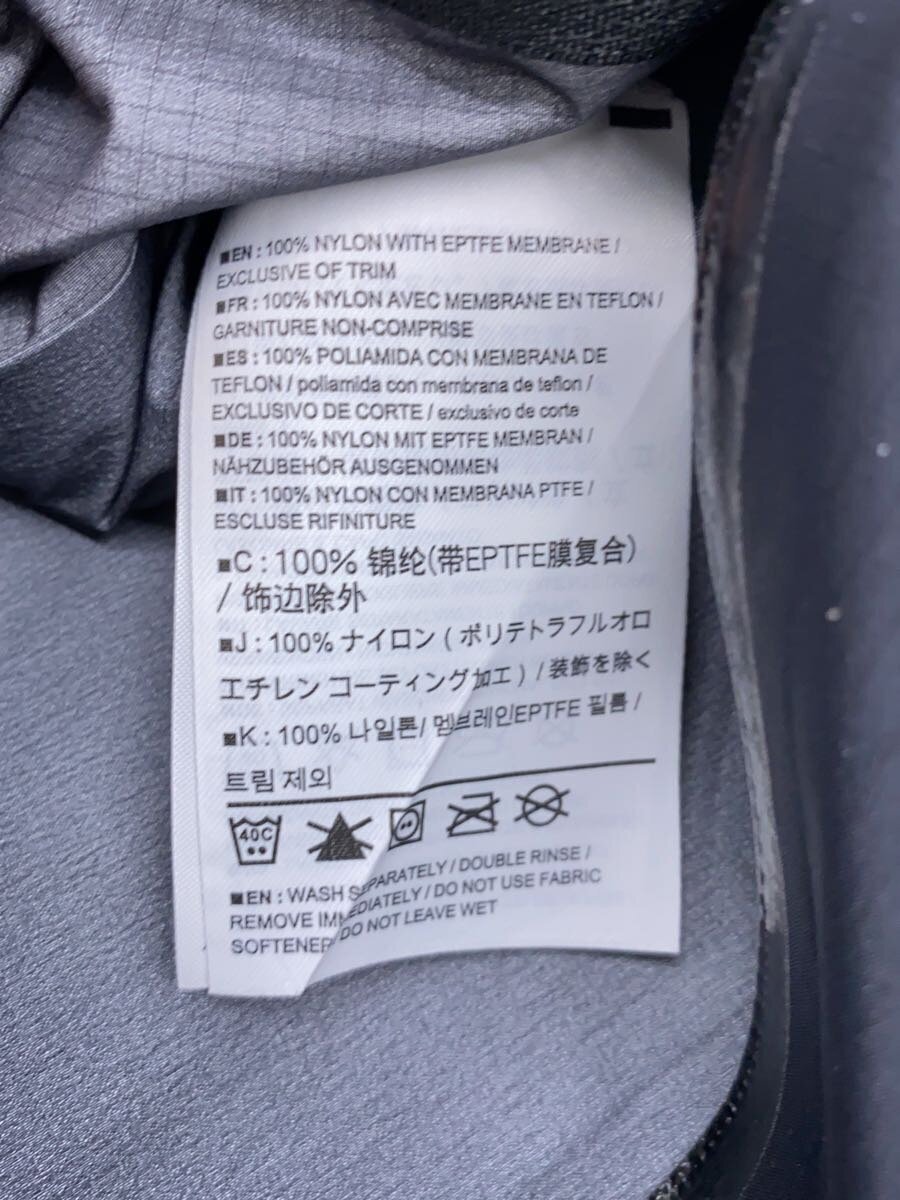 ■EN : 100% NYLON WITH EPTFE MEMBRANE /
EXCLUSIVE OF TRIM
■FR : 100% NYLON AVEC MEMBRANE EN TEFLON /
GARNITURE NON-COMPRISE
■ES : 100% POLIAMIDA CON MEMBRANA DE
TEFLON / poliamida con membrana de teflon /
EXCLUSIVO DE CORTE / exclusivo de corte
■DE : 100% NYLON MIT EPTFE MEMBRAN /
NÄHZUBEHÖR AUSGENOMMEN
■IT : 100% NYLON CON MEMBRANA PTFE /
ESCLUSE RIFINITURE
■C : 100% 锦纶(带EPTFE膜复合)
/ 饰边除外
■J : 100% ナイロン ( ポリテトラフルオロ
エチレン コーティング加工 ) / 装飾を除く
■K : 100% 나일론/ 멤브레인EPTFE 필름 /
트림 제외
40C
■EN : WASH SEPARATELY / DOUBLE RINSE /
REMOVE IMMEDIATELY / DO NOT USE FABRIC
SOFTENER / DO NOT LEAVE WET